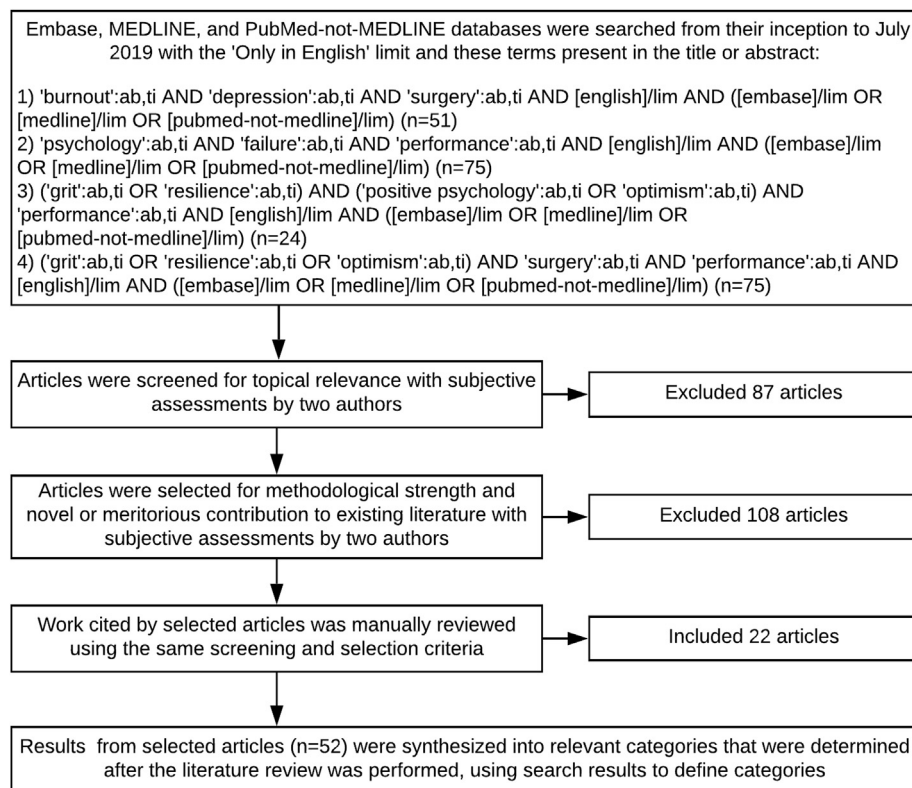 Embase, MEDLINE, and PubMed-not-MEDLINE databases were searched from their inception to July
2019 with the 'Only in English' limit and these terms present in the title or abstract:
1) 'burnout':ab,ti AND 'depression':ab,ti AND 'surgery':ab,ti AND [english]/lim AND ([embase]/lim OR
[medline]/lim OR [pubmed-not-medline]/lim) (n=51)
2) 'psychology':ab,ti AND 'failure':ab,ti AND 'performance':ab,ti AND [english]/lim AND ([embase]/lim
OR [medline]/lim OR [pubmed-not-medline]/lim) (n=75)
3) ('grit':ab,ti OR 'resilience':ab,ti) AND ('positive psychology':ab,ti OR 'optimism':ab,ti) AND
'performance':ab,ti AND [english]/lim AND ([embase]/lim OR [medline]/lim OR
[pubmed-not-medline]/lim) (n=24)
4) ('grit':ab,ti OR 'resilience':ab,ti OR 'optimism':ab,ti) AND 'surgery':ab,ti AND 'performance':ab,ti AND
[english]/lim AND ([embase]/lim OR [medline]/lim OR [pubmed-not-medline]/lim) (n=75)
Articles were screened for topical relevance with subjective
assessments by two authors
Excluded 87 articles
Articles were selected for methodological strength and
novel or meritorious contribution to existing literature with
subjective assessments by two authors
Excluded 108 articles
Work cited by selected articles was manually reviewed
using the same screening and selection criteria
Included 22 articles
Results from selected articles (n=52) were synthesized into relevant categories that were determined
after the literature review was performed, using search results to define categories